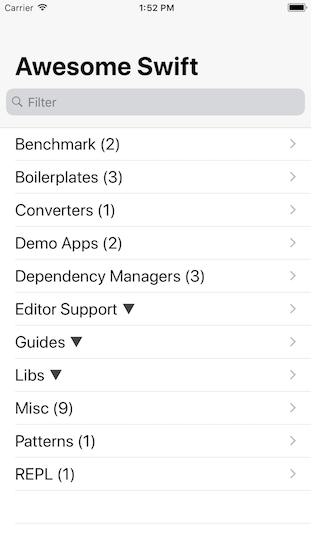 Carrier 1:52 PM
Awesome Swift
Filter
Benchmark (2)
Boilerplates (3)
Converters (1)
Demo Apps (2)
Dependency Managers (3)
Editor Support ▼
Guides ▼
Libs ▼
Misc (9)
Patterns (1)
REPL (1)